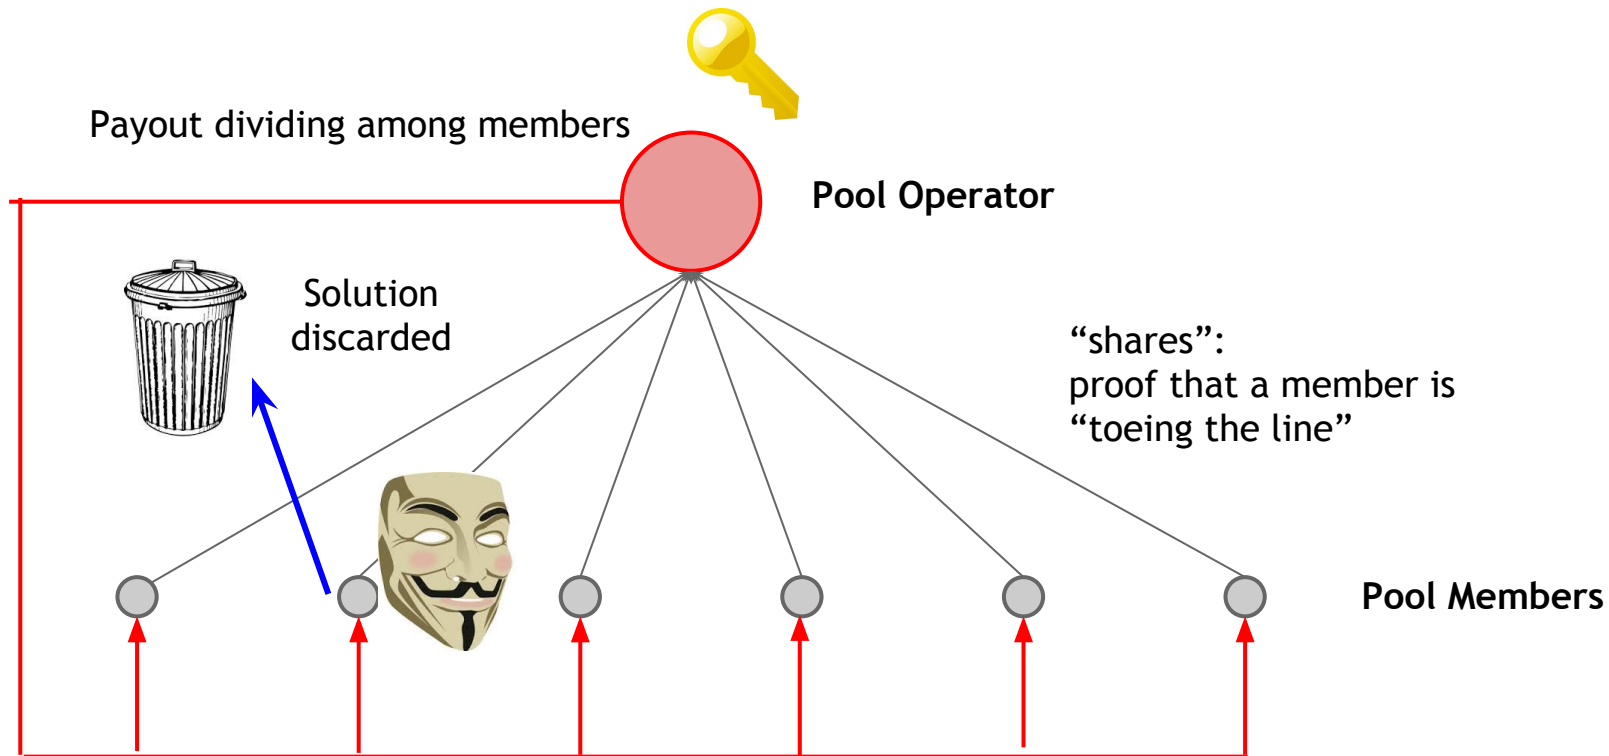 Payout dividing among members
Pool Operator
Solution
discarded
“shares”:
proof that a member is
“toeing the line”
Pool Members